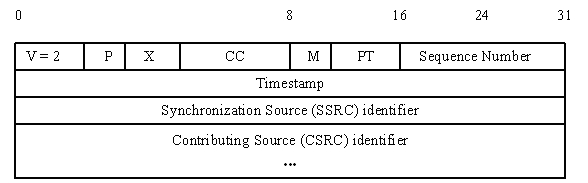 0 8 16 24 31
V = 2 P X CC M PT Sequence Number
Timestamp
Synchronization Source (SSRC) identifier
Contributing Source (CSRC) identifier
...